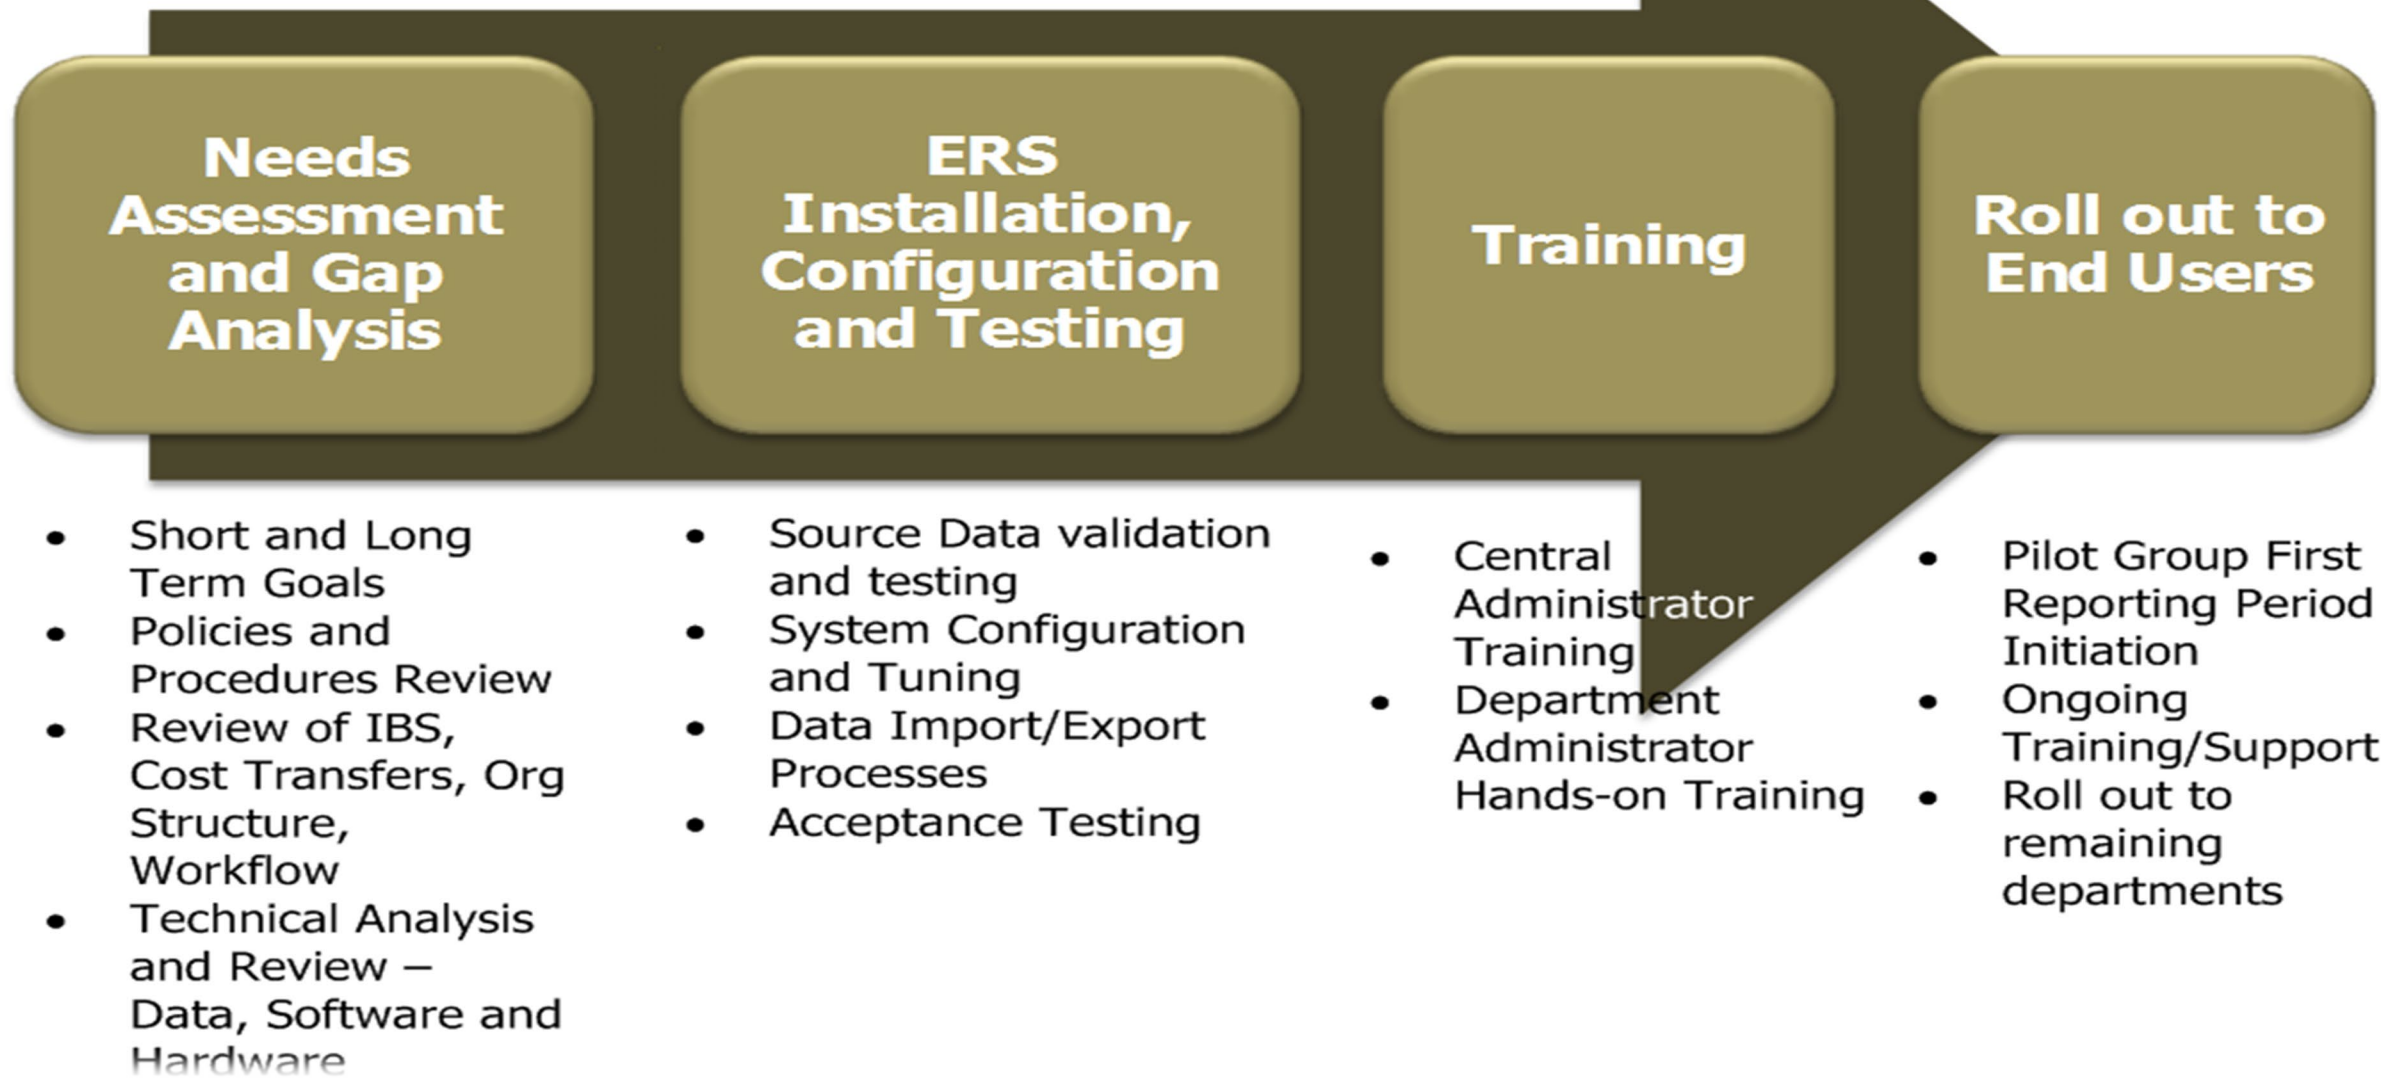 Needs
Assessment
and Gap
Analysis
ERS
Installation,
Configuration
and Testing
Training
Roll out to
End Users
• Short and Long
Term Goals
• Policies and
Procedures Review
• Review of IBS,
Cost Transfers, Org
Structure,
Workflow
• Technical Analysis
and Review –
Data, Software and
Hardware
• Source Data validation
and testing
• System Configuration
and Tuning
• Data Import/Export
Processes
• Acceptance Testing
• Central
Administrator
Training
• Department
Administrator
Hands-on Training
• Pilot Group First
Reporting Period
Initiation
• Ongoing
Training/Support
• Roll out to
remaining
departments